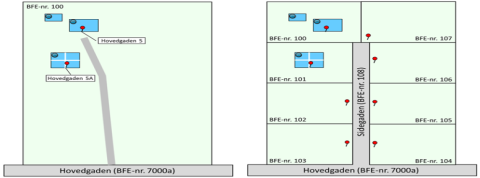 BFE-nr. 100
Hovedgaden 5
Hovedgaden 5A
Hovedgaden (BFE-nr. 7000a)
BFE-nr. 100
BFE-nr. 107
BFE-nr. 101
BFE-nr. 106
Sidegaden (BFE-nr. 108)
BFE-nr. 102
BFE-nr. 105
BFE-nr. 103
BFE-nr. 104
Hovedgaden (BFE-nr. 7000a)